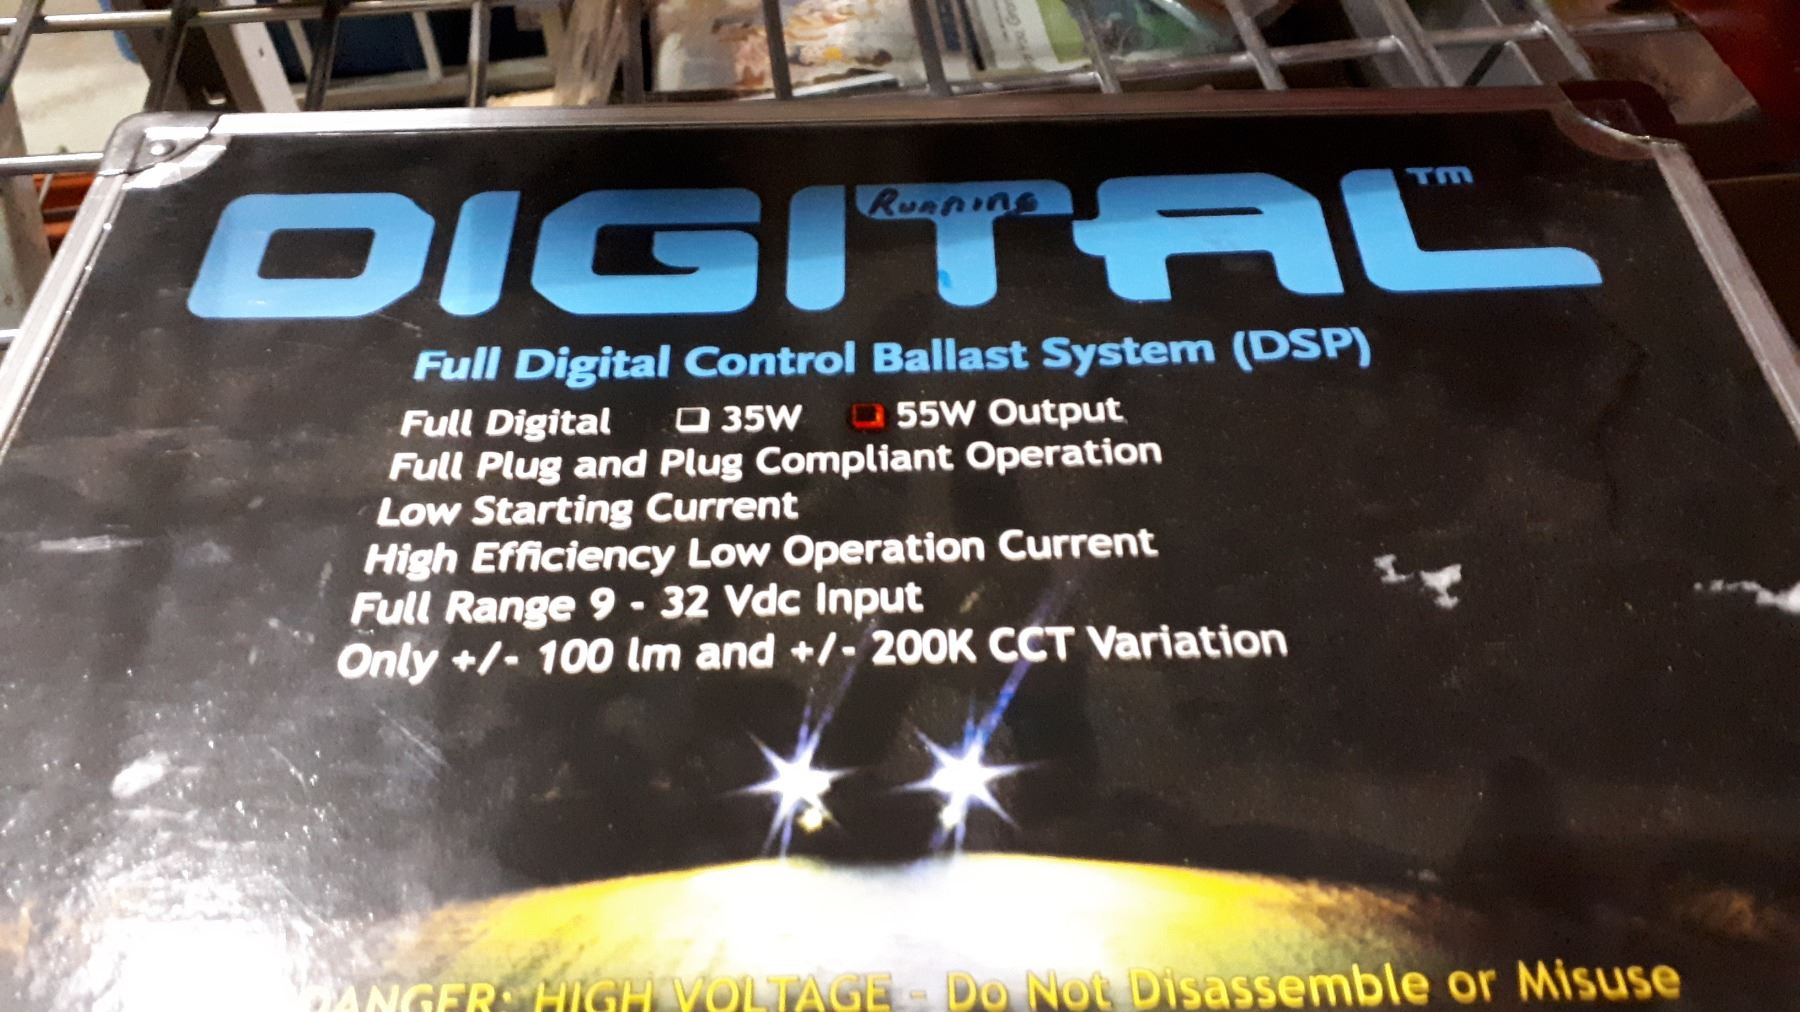 DIGITAL™
Running
Full Digital Control Ballast System (DSP)
Full Digital 35W 55W Output
Full Plug and Plug Compliant Operation
Low Starting Current
High Efficiency Low Operation Current
Full Range 9 - 32 Vdc Input
Only +/- 100 lm and +/- 200K CCT Variation
DANGER: HIGH VOLTAGE - Do Not Disassemble or Misuse